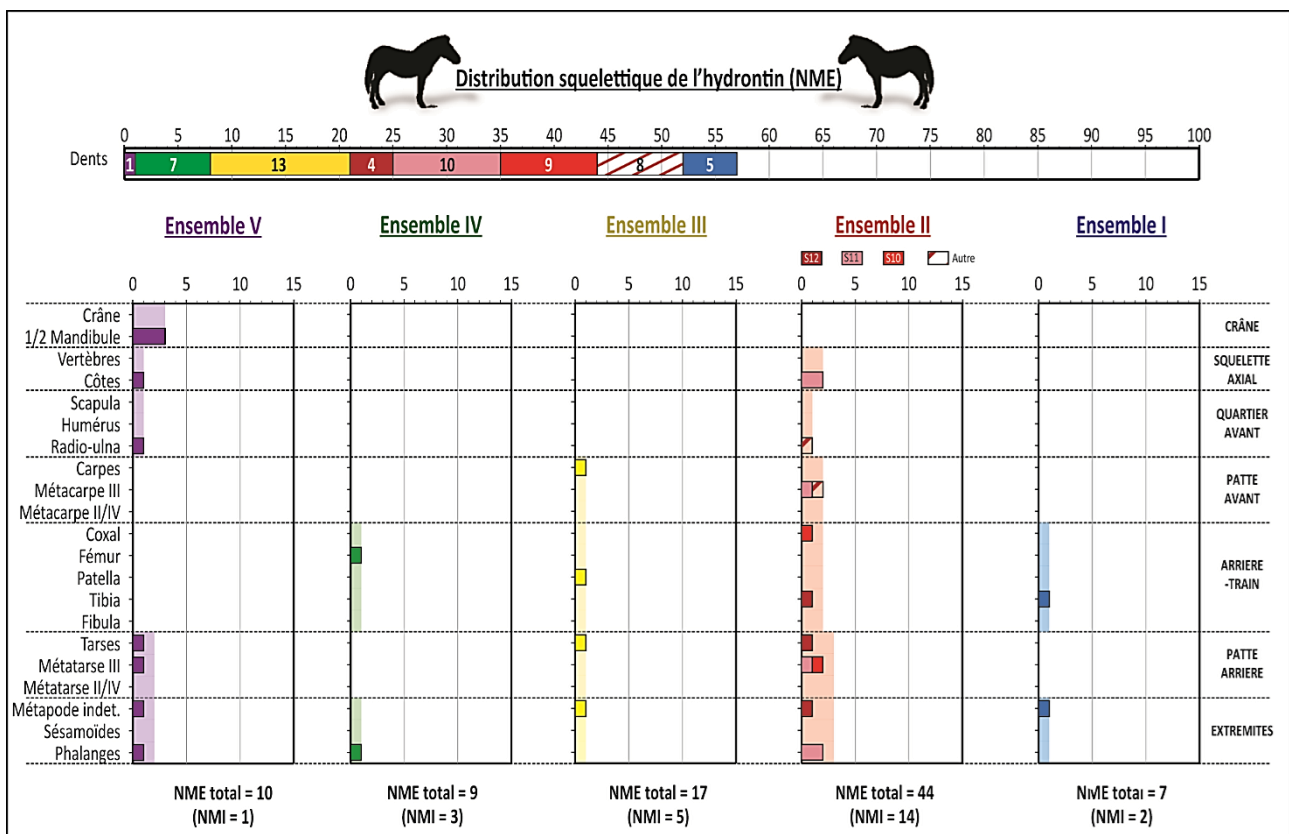 Distribution squelettique de l'hydrontin (NME)
0 5 10 15 20 25 30 35 40 45 50 55 60 65 70 75 80 85 90 95 100
Dents 1 7 13 4 10 9 8 5
Ensemble V Ensemble IV Ensemble III Ensemble II Ensemble I
S12 S11 S10 Autre
0 5 10 15 0 5 10 15 0 5 10 15 0 5 10 15 0 5 10 15
Crâne
1/2 Mandibule
CRÂNE
Vertèbres
Côtes
SQUELETTE
AXIAL
Scapula
Humérus
Radio-ulna
QUARTIER
AVANT
Carpes
Métacarpe III
Métacarpe II/IV
PATTE
AVANT
Coxal
Fémur
Patella
Tibia
Fibula
ARRIERE
-TRAIN
Tarses
Métatarse III
Métatarse II/IV
PATTE
ARRIERE
Métapode indet.
Sésamoïdes
Phalanges
EXTREMITES
NME total = 10 NME total = 9 NME total = 17 NME total = 44 NME total = 7
(NMI = 1) (NMI = 3) (NMI = 5) (NMI = 14) (NMI = 2)